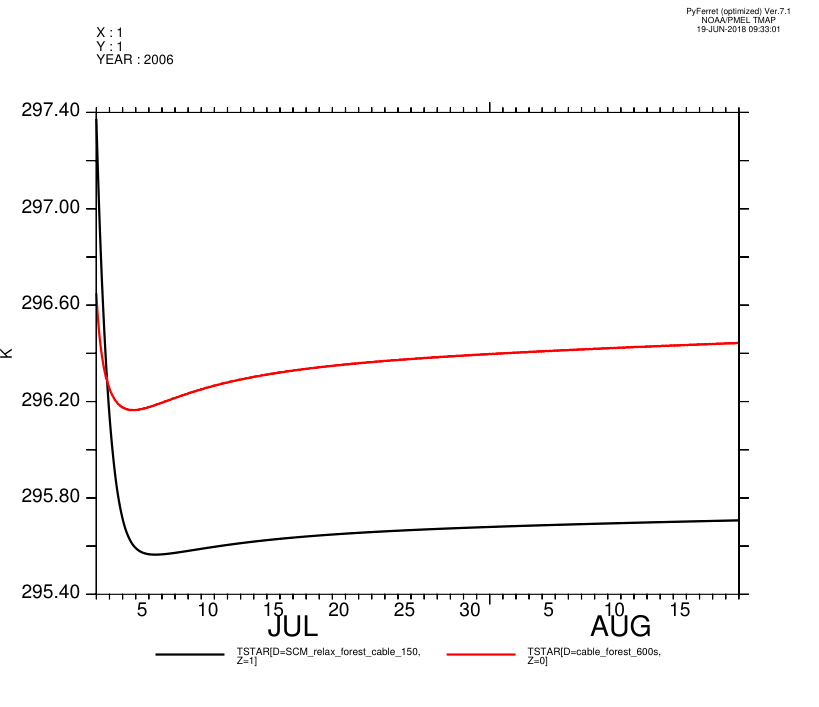 PyFerret (optimized) Ver.7.1
NOAA/PMEL TMAP
19-JUN-2018 09:33:01
X : 1
Y : 1
YEAR : 2006
297.40
297.00
296.60
296.20
295.80
295.40
K
5 10 15 20 25 30 5 10 15
JUL AUG
TSTAR[D=SCM_relax_forest_cable_150,
Z=1]
TSTAR[D=cable_forest_600s,
Z=0]